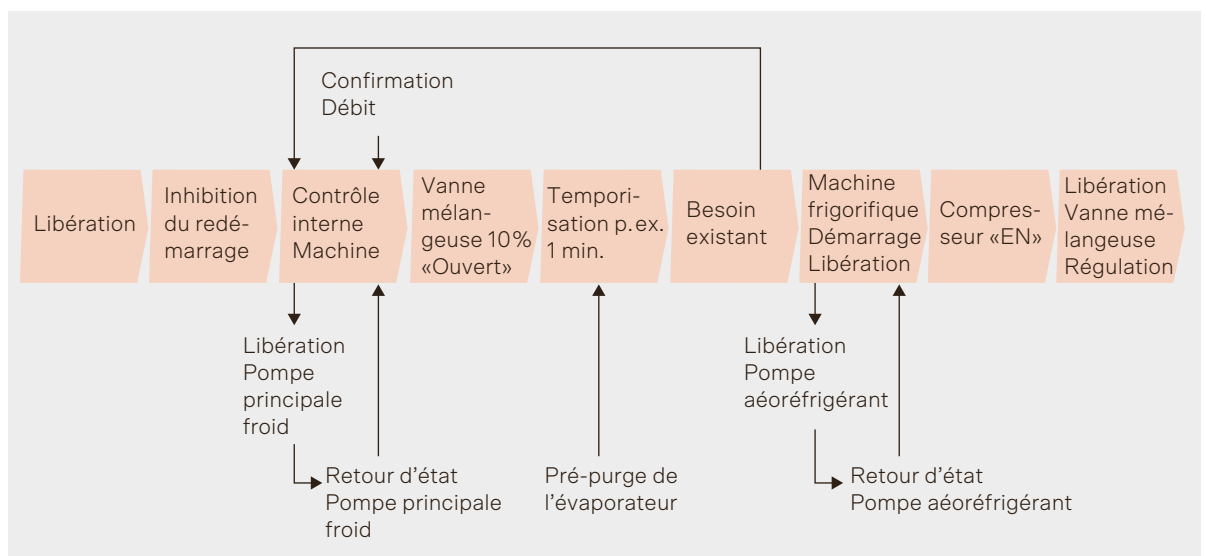 Confirmation
Débit
Libération
Inhibition
du redé-
marrage
Contrôle
interne
Machine
Vanne
mélan-
geuse 10%
«Ouvert»
Tempori-
sation p. ex.
1 min.
Besoin
existant
Machine
frigorifique
Démarrage
Libération
Compres-
seur «EN»
Libération
Vanne mé-
langeuse
Régulation
Libération
Pompe
principale
froid
Retour d’état
Pompe principale
froid
Pré-purge de
l’évaporateur
Libération
Pompe
aéoréfrigérant
Retour d’état
Pompe aéoréfrigérant